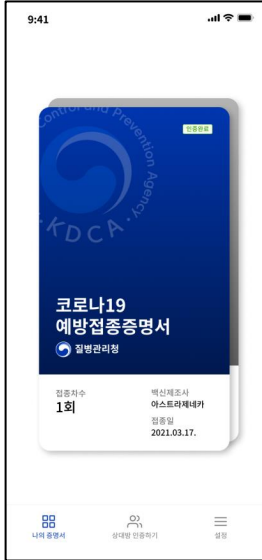 9:41
Control and Prevention Agency
KDCA
인증완료
코로나19
예방접종증명서
질병관리청
접종차수
1회
백신제조사
아스트라제네카
접종일
2021.03.17.
나의 증명서
상대방 인증하기
설정